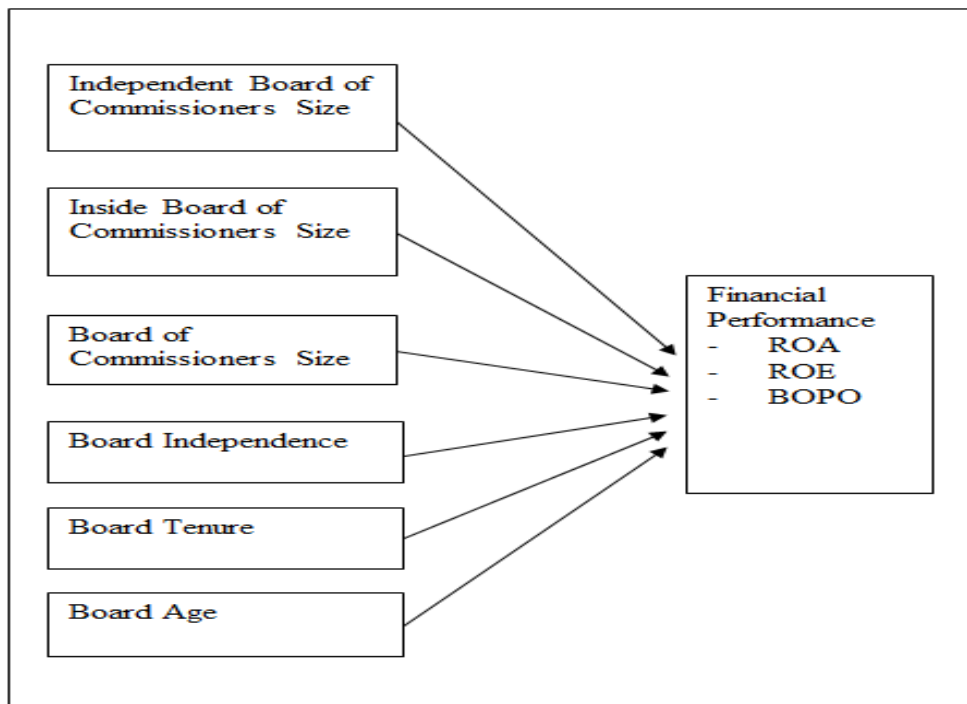 Independent Board of
Commissioners Size
Inside Board of
Commissioners Size
Board of
Commissioners Size
Board Independence
Board Tenure
Board Age
Financial
Performance
- ROA
- ROE
- BOPO